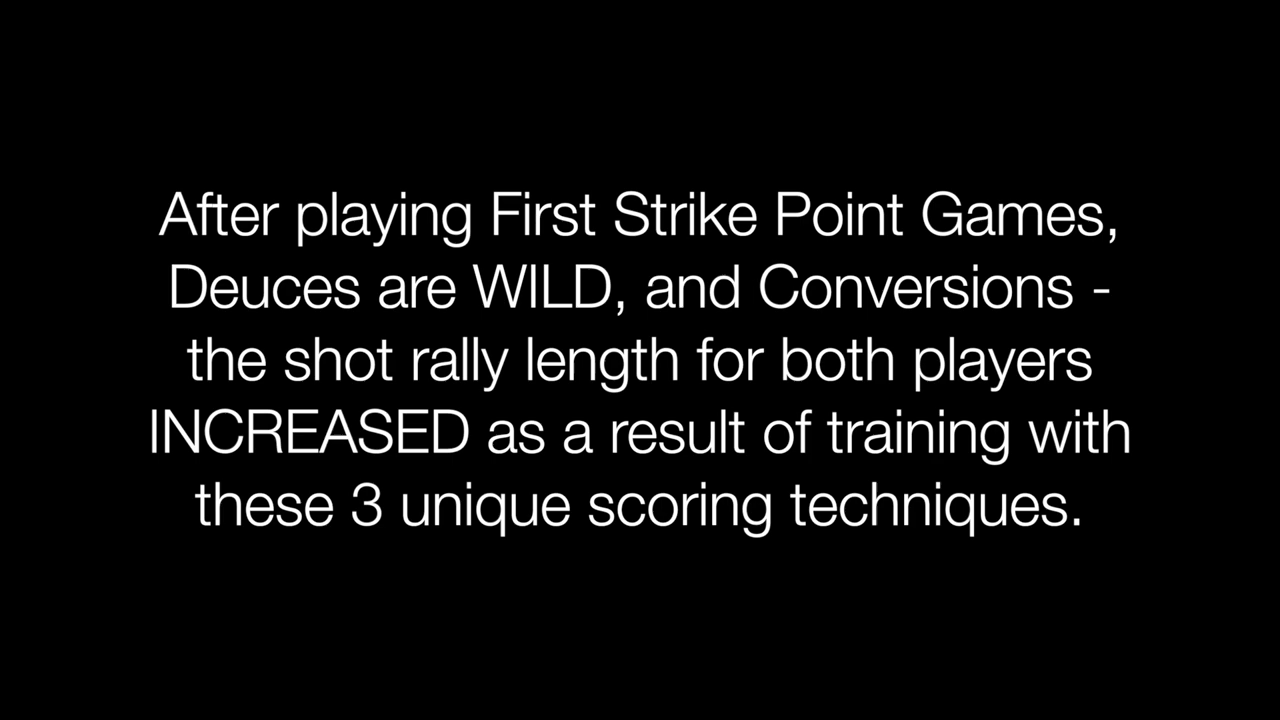 After playing First Strike Point Games,
Deuces are WILD, and Conversions -
the shot rally length for both players
INCREASED as a result of training with
these 3 unique scoring techniques.